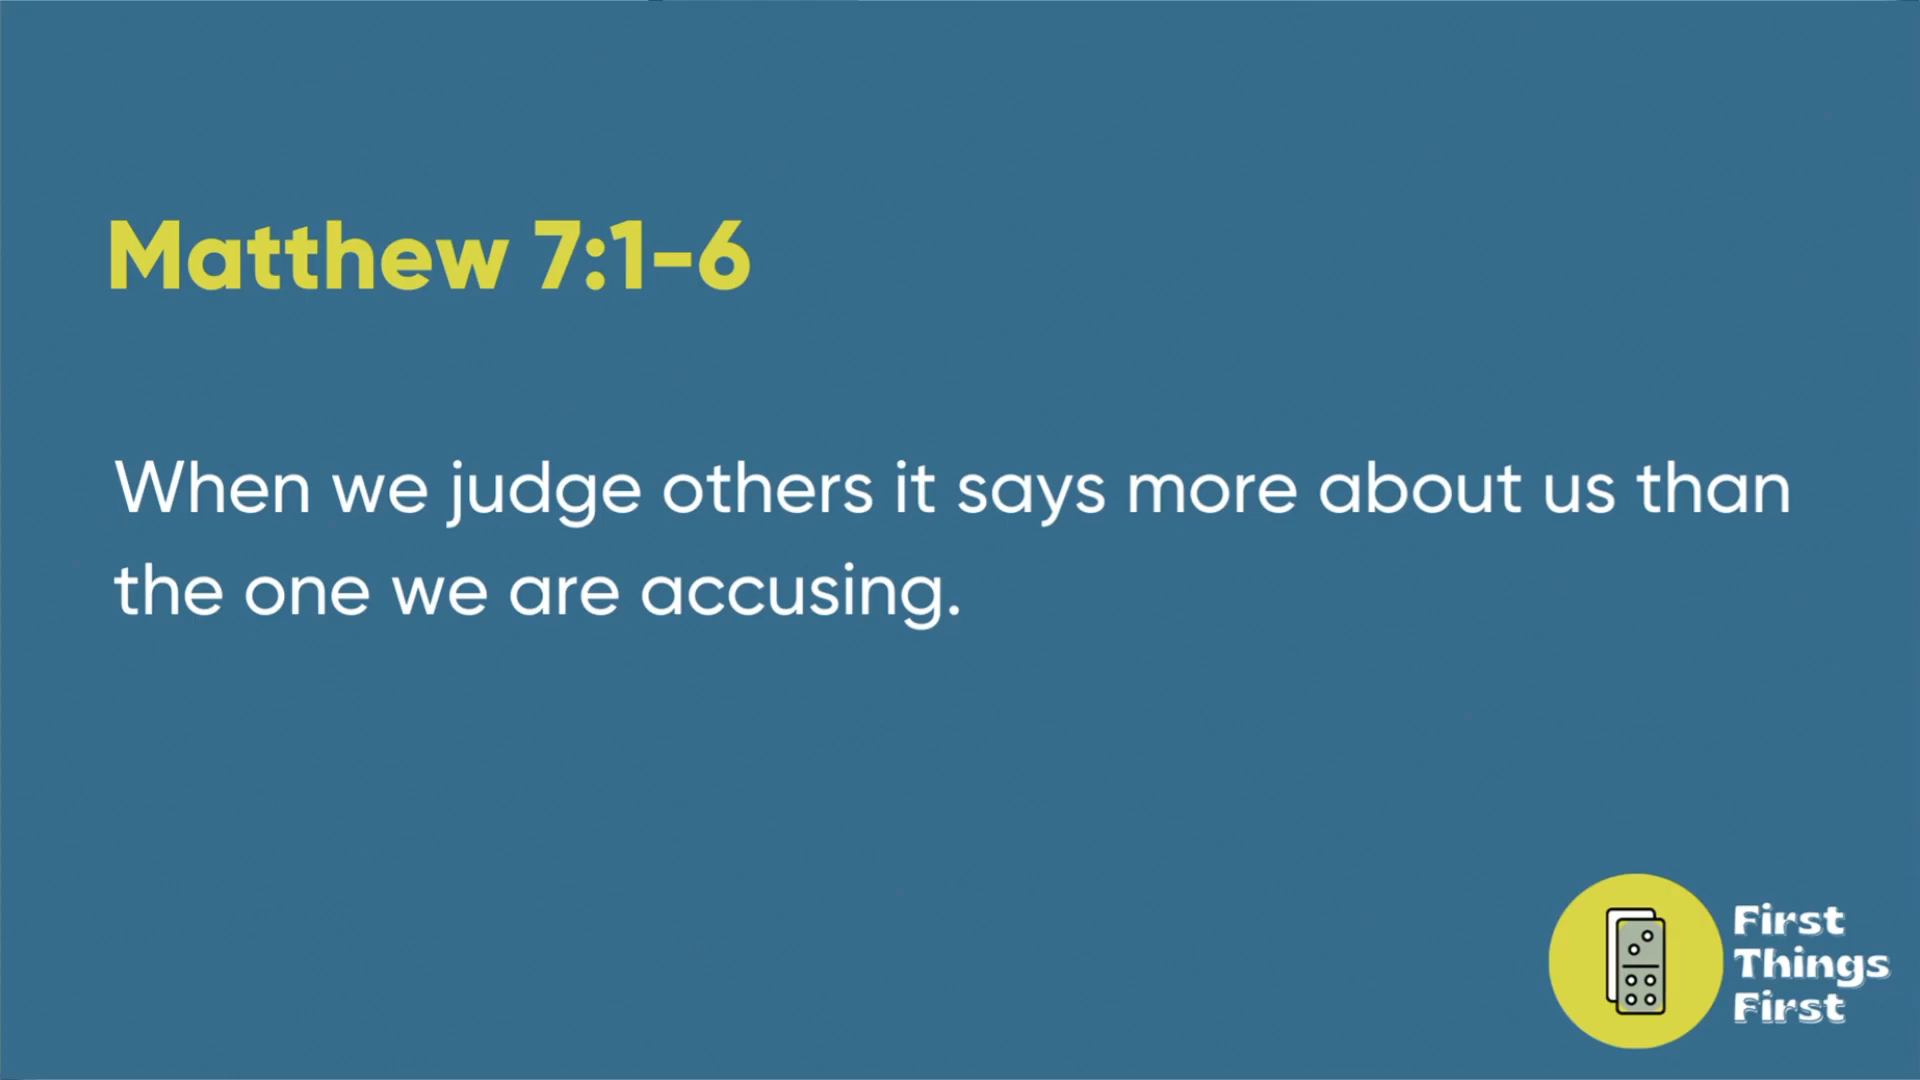 Matthew 7:1-6
When we judge others it says more about us than
the one we are accusing.
First
Things
First